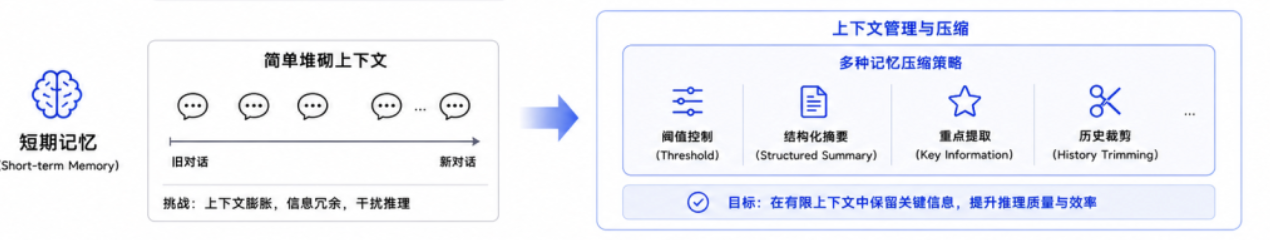 短期记忆
(Short-term Memory)
简单堆砌上下文
...
旧对话
新对话
挑战：上下文膨胀，信息冗余，干扰推理
上下文管理与压缩
多种记忆压缩策略
阈值控制
(Threshold)
结构化摘要
(Structured Summary)
重点提取
(Key Information)
历史裁剪
(History Trimming)
...
目标：在有限上下文中保留关键信息，提升推理质量与效率